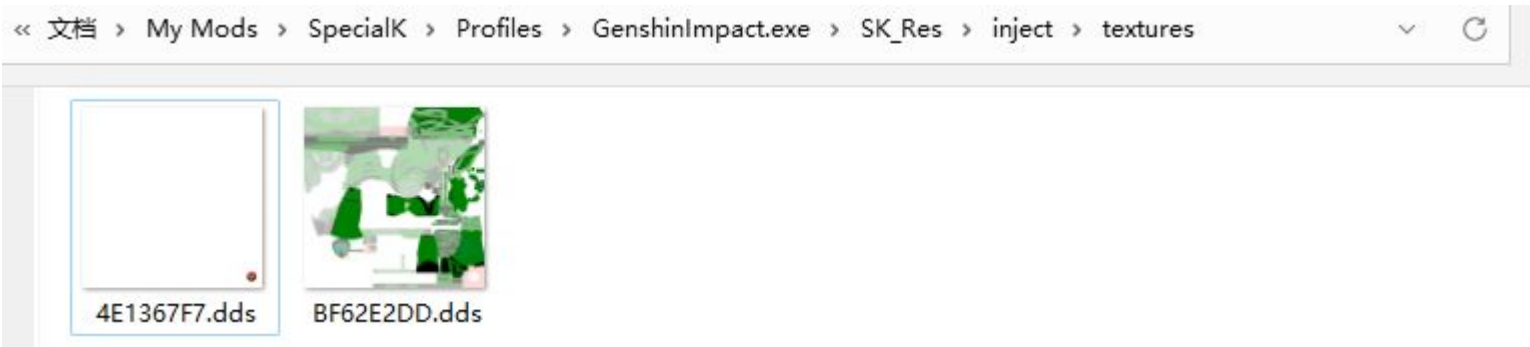 « 文档 › My Mods › SpecialK › Profiles › GenshinImpact.exe › SK_Res › inject › textures
4E1367F7.dds BF62E2DD.dds